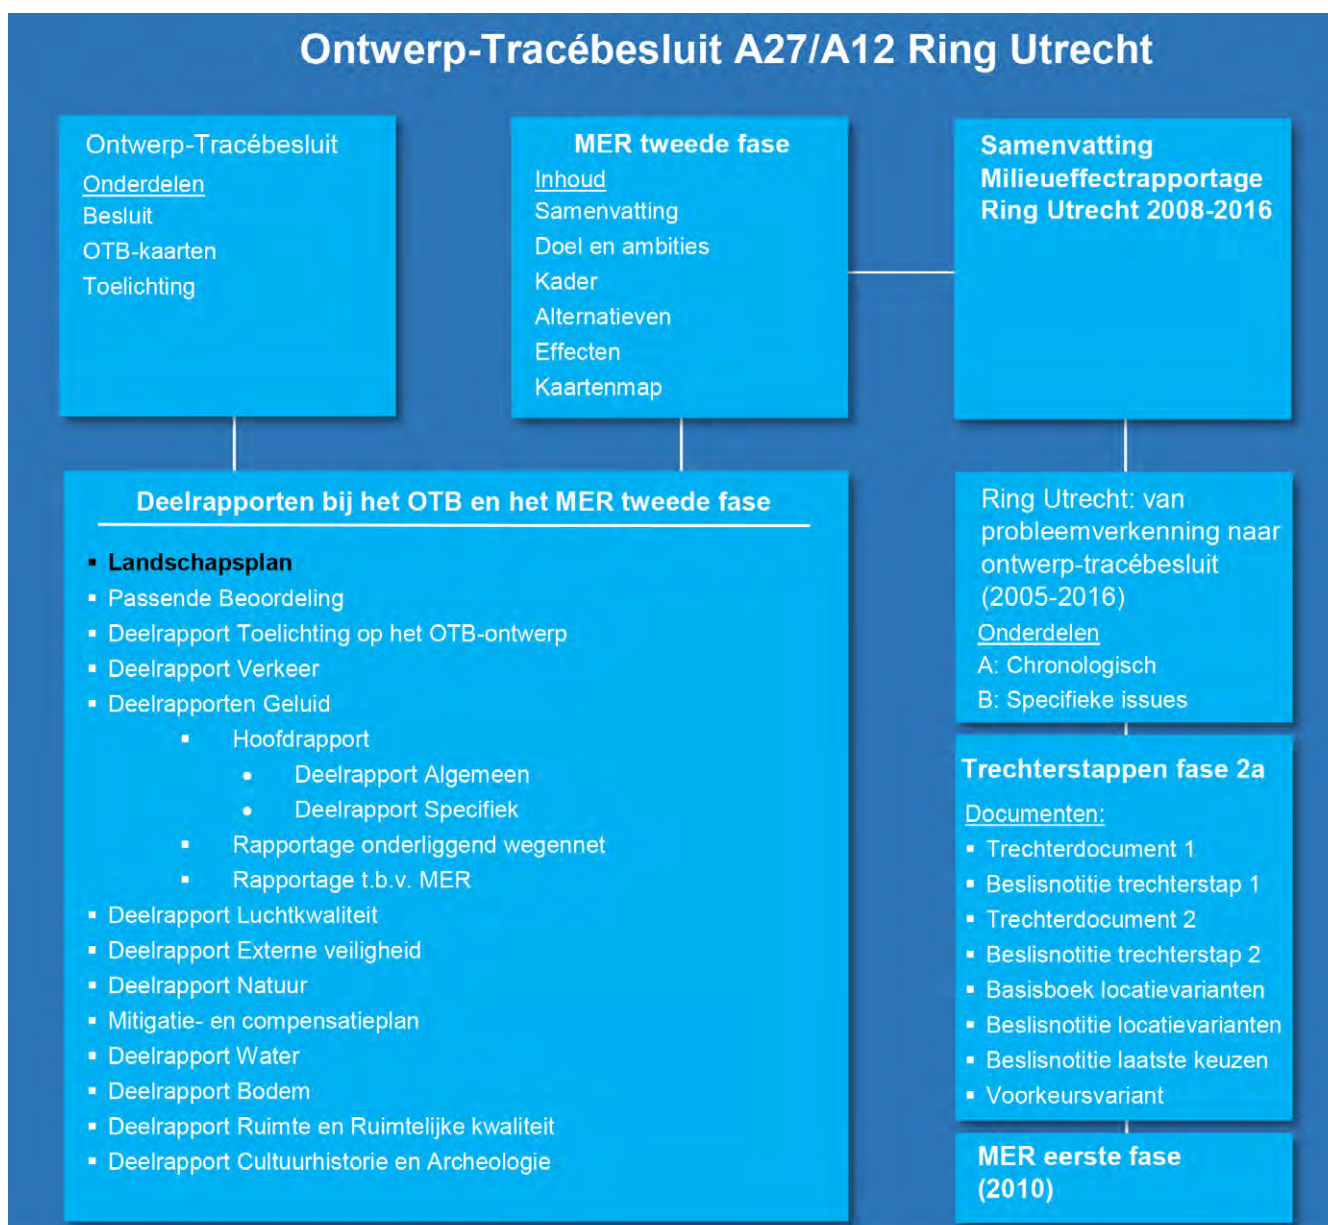 Ontwerp-Tracébesluit A27/A12 Ring Utrecht
Ontwerp-Tracébesluit
Onderdelen
Besluit
OTB-kaarten
Toelichting
MER tweede fase
Inhoud
Samenvatting
Doel en ambities
Kader
Alternatieven
Effecten
Kaartenmap
Samenvatting
Milieueffectrapportage
Ring Utrecht 2008-2016
Deelrapporten bij het OTB en het MER tweede fase
▪ Landschapsplan
▪ Passende Beoordeling
▪ Deelrapport Toelichting op het OTB-ontwerp
▪ Deelrapport Verkeer
▪ Deelrapporten Geluid
▪ Hoofdrapport
• Deelrapport Algemeen
• Deelrapport Specifiek
▪ Rapportage onderliggend wegennet
▪ Rapportage t.b.v. MER
▪ Deelrapport Luchtkwaliteit
▪ Deelrapport Externe veiligheid
▪ Deelrapport Natuur
▪ Mitigatie- en compensatieplan
▪ Deelrapport Water
▪ Deelrapport Bodem
▪ Deelrapport Ruimte en Ruimtelijke kwaliteit
▪ Deelrapport Cultuurhistorie en Archeologie
Ring Utrecht: van
probleemverkenning naar
ontwerp-tracébesluit
(2005-2016)
Onderdelen
A: Chronologisch
B: Specifieke issues
Trechterstappen fase 2a
Documenten:
▪ Trechterdocument 1
▪ Beslisnotitie trechterstap 1
▪ Trechterdocument 2
▪ Beslisnotitie trechterstap 2
▪ Basisboek locatievarianten
▪ Beslisnotitie locatievarianten
▪ Beslisnotitie laatste keuzen
▪ Voorkeursvariant
MER eerste fase
(2010)